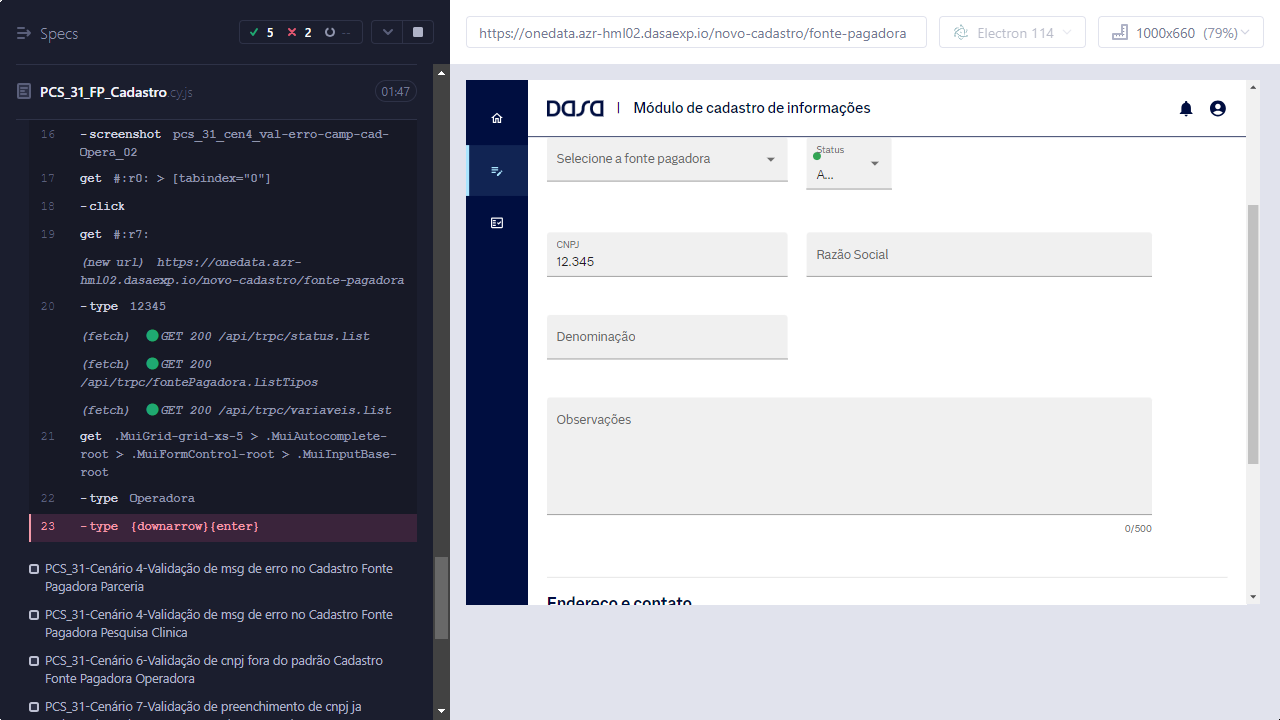 Specs
5
2
--
PCS_31_FP_Cadastro.cy.js
01:47
16 -screenshot pcs_31_cen4_val-erro-camp-cad-
Opera_02
17 get #:r0: > [tabindex="0"]
18 -click
19 get #:r7:
(new url) https://onedata.azr-
hml02.dasaexp.io/novo-cadastro/fonte-pagadora
20 -type 12345
(fetch) GET 200 /api/trpc/status.list
(fetch) GET 200
/api/trpc/fontePagadora.listTipos
(fetch) GET 200 /api/trpc/variaveis.list
21 get .MuiGrid-grid-xs-5 > .MuiAutocomplete-
root > .MuiFormControl-root > .MuiInputBase-
root
22 -type Operadora
23 -type {downarrow}{enter}
PCS_31-Cenário 4-Validação de msg de erro no Cadastro Fonte
Pagadora Parceria
PCS_31-Cenário 4-Validação de msg de erro no Cadastro Fonte
Pagadora Pesquisa Clinica
PCS_31-Cenário 6-Validação de cnpj fora do padrão Cadastro
Fonte Pagadora Operadora
PCS_31-Cenário 7-Validação de preenchimento de cnpj ja
https://onedata.azr-hml02.dasaexp.io/novo-cadastro/fonte-pagadora
Electron 114
1000x660 (79%)
DASA | Módulo de cadastro de informações
Selecione a fonte pagadora
Status
A...
CNPJ
12.345
Razão Social
Denominação
Observações
0/500
Endereço e contato